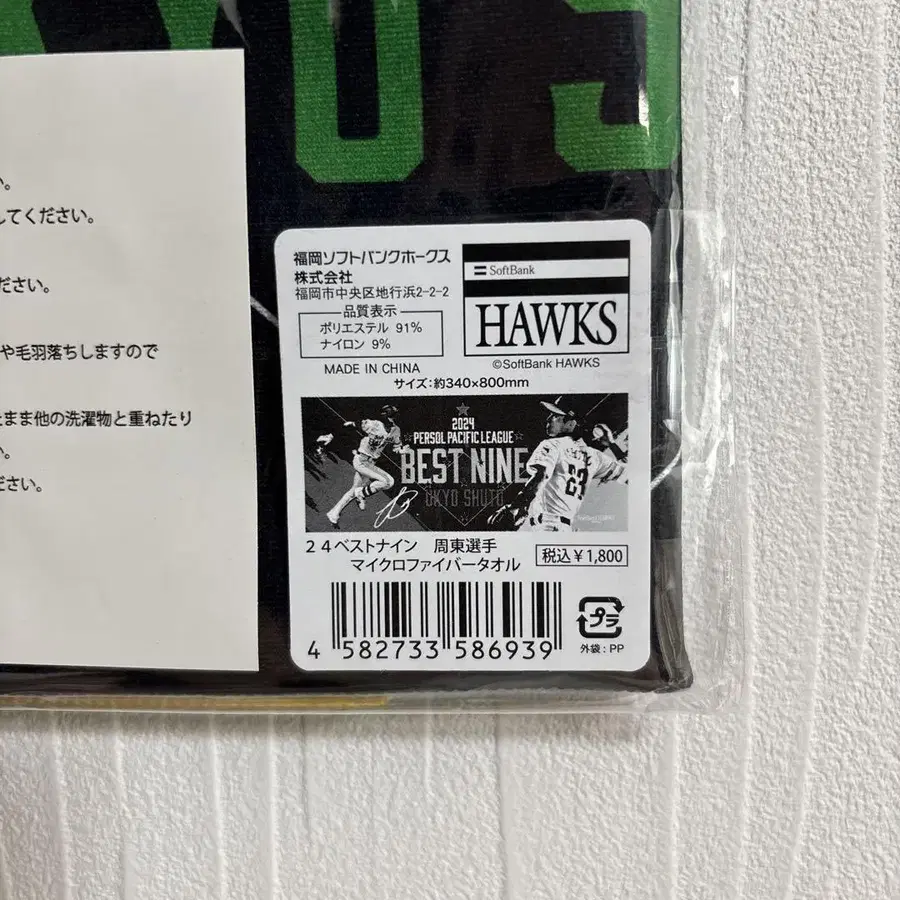 YO S
い。
してください。
ださい。
や毛羽落ちしますので
たまま他の洗濯物と重ねたり
い。
ださい。
福岡ソフトバンクホークス
株式会社
福岡市中央区地行浜2-2-2
品質表示
ポリエステル 91%
ナイロン 9%
MADE IN CHINA
SoftBank
HAWKS
©SoftBank HAWKS
サイズ:約340×800mm
2024
PERSOL PACIFIC LEAGUE
BEST NINE
UKYO SHUTO
23
24ベストナイン 周東選手
マイクロファイバータオル
税込¥1,800
4 582733 586939
プラ
外袋:PP